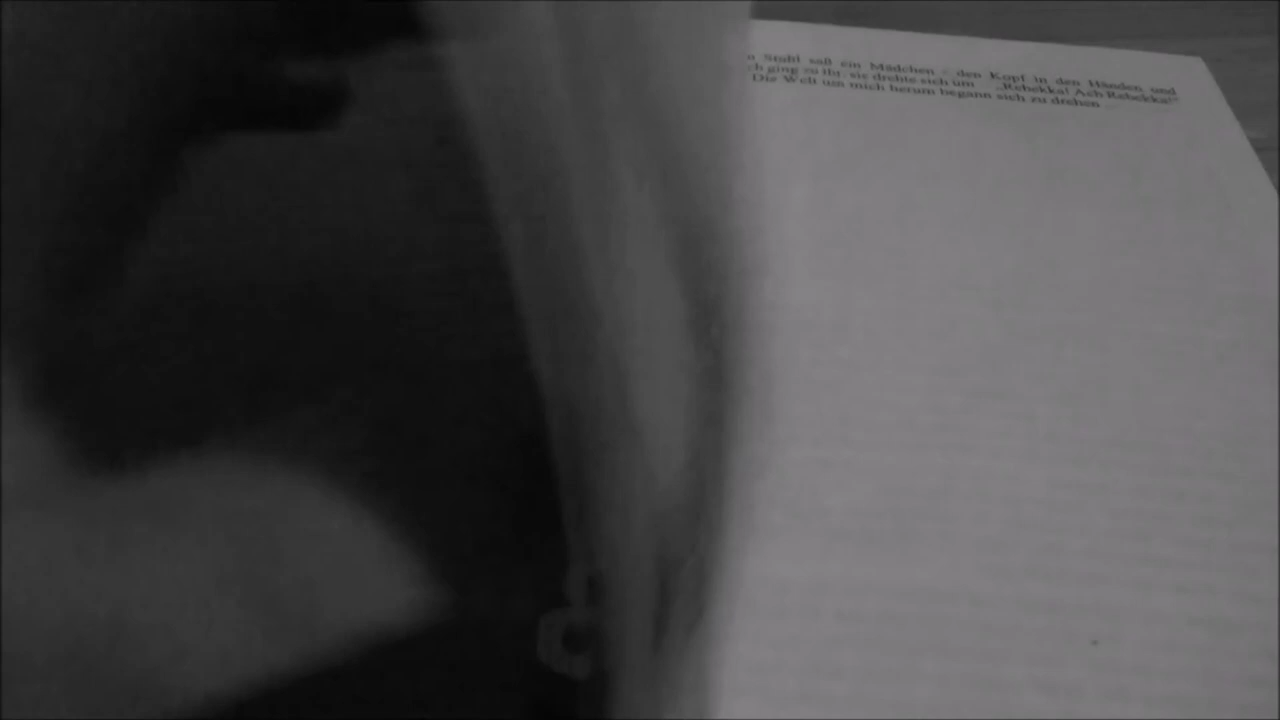 Stuhl saß ein Mädchen – den Kopf in den Händen und
ch ging zu ihr, sie drehte sich um „Rebekka! Ach Rebekka!"
Die Welt um mich herum begann sich zu drehen